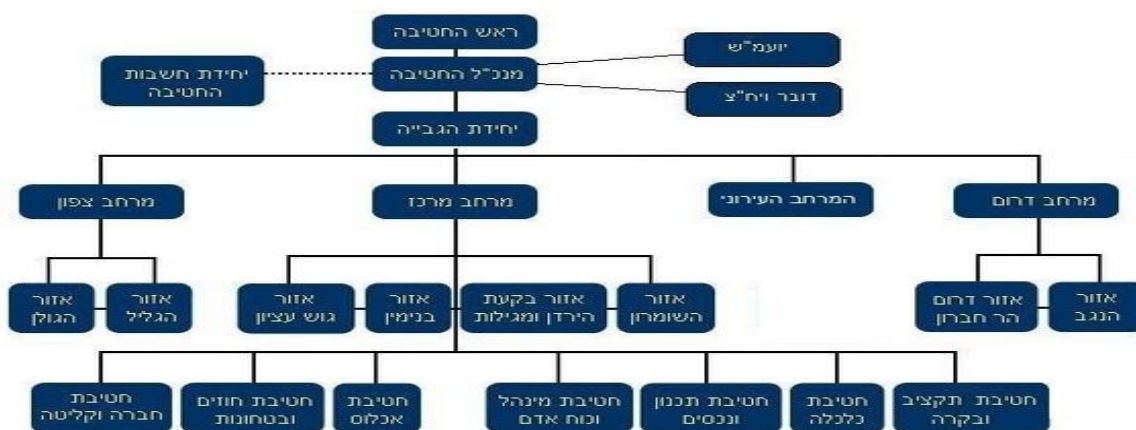 ראש החטיבה
מנכ"ל החטיבה
יועמ"ש
דובר ויח"צ
יחידת חשבות
החטיבה
יחידת הגבייה
מרחב דרום
המרחב העירוני
מרחב מרכז
מרחב צפון
אזור
הנגב
אזור דרום
הר חברון
אזור
השומרון
אזור בקעת
הירדן ומגילות
אזור
בנימין
אזור
גוש עציון
אזור
הגליל
אזור
הגולן
חטיבת תקציב
ובקרה
חטיבת
כלכלה
חטיבת תכנון
ונכסים
חטיבת מינהל
וכוח אדם
חטיבת
אכלוס
חטיבת חוזים
ובטחונות
חטיבת
חברה וקליטה